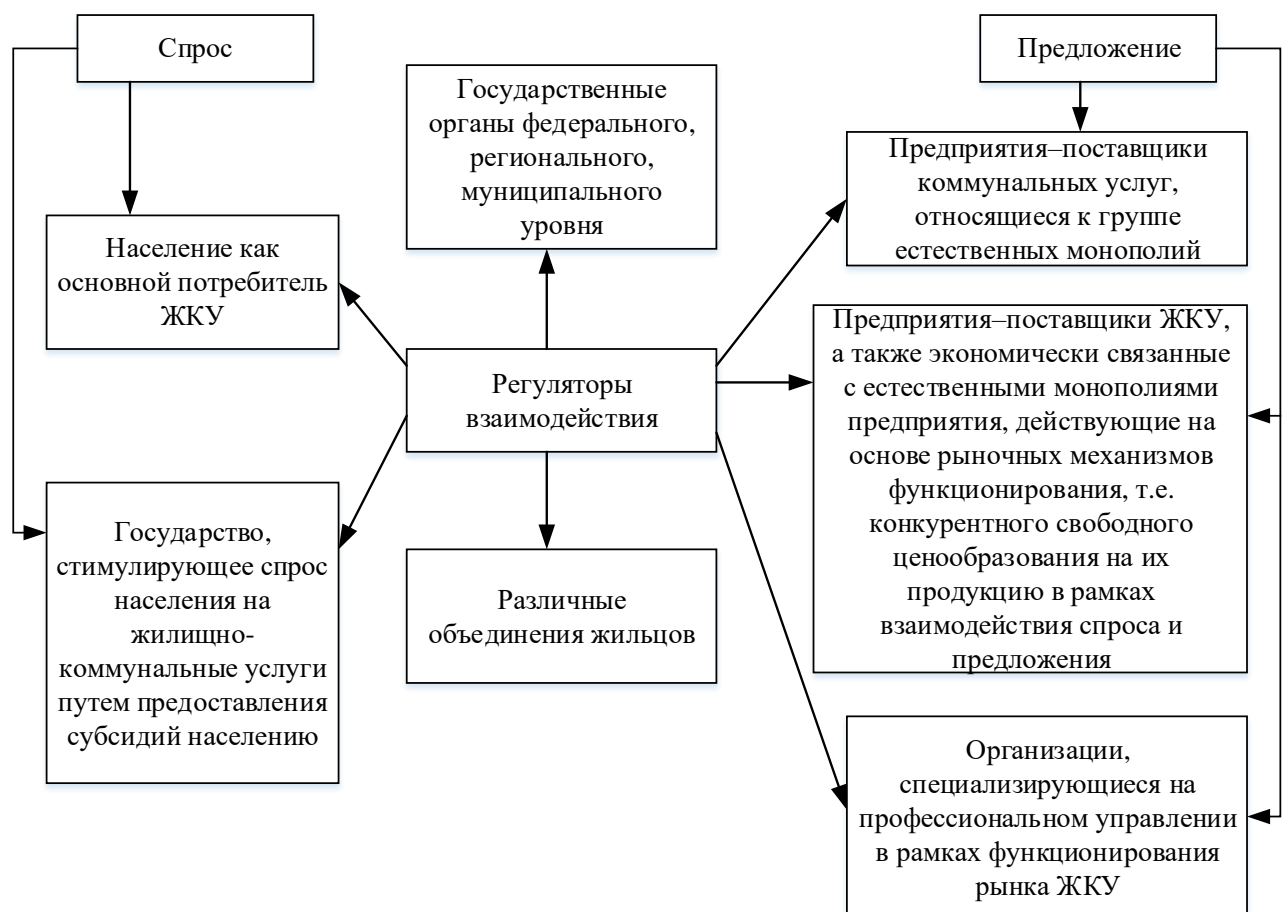 Спрос
Предложение
Государственные
органы федерального,
регионального,
муниципального
уровня
Предприятия–поставщики
коммунальных услуг,
относящиеся к группе
естественных монополий
Население как
основной потребитель
ЖКУ
Регуляторы
взаимодействия
Предприятия–поставщики ЖКУ,
а также экономически связанные
с естественными монополиями
предприятия, действующие на
основе рыночных механизмов
функционирования, т.е.
конкурентного свободного
ценообразования на их
продукцию в рамках
взаимодействия спроса и
предложения
Государство,
стимулирующее спрос
населения на
жилищно-
коммунальные услуги
путем предоставления
субсидий населению
Различные
объединения жильцов
Организации,
специализирующиеся на
профессиональном управлении
в рамках функционирования
рынка ЖКУ